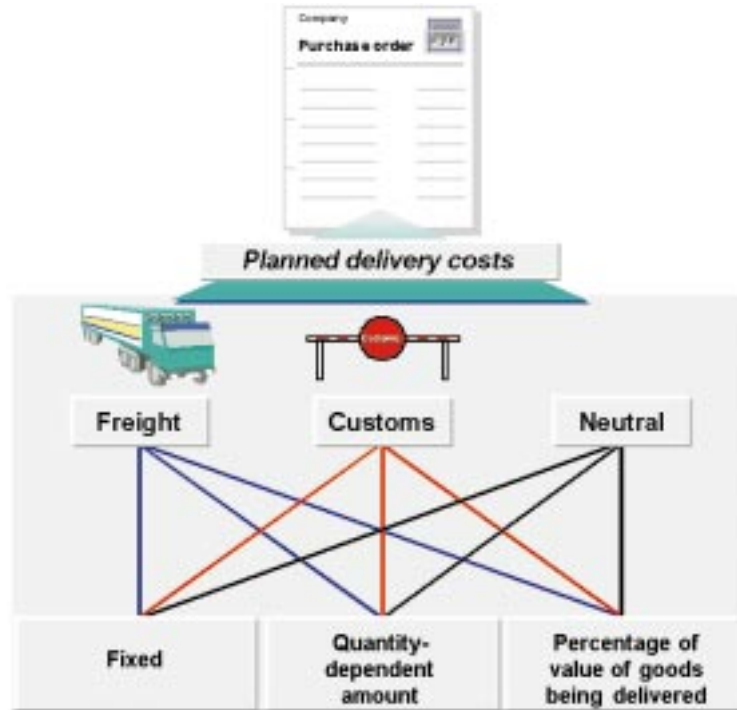 Company
Purchase order
Planned delivery costs
Customs
Freight
Customs
Neutral
Fixed
Quantity-
dependent
amount
Percentage of
value of goods
being delivered